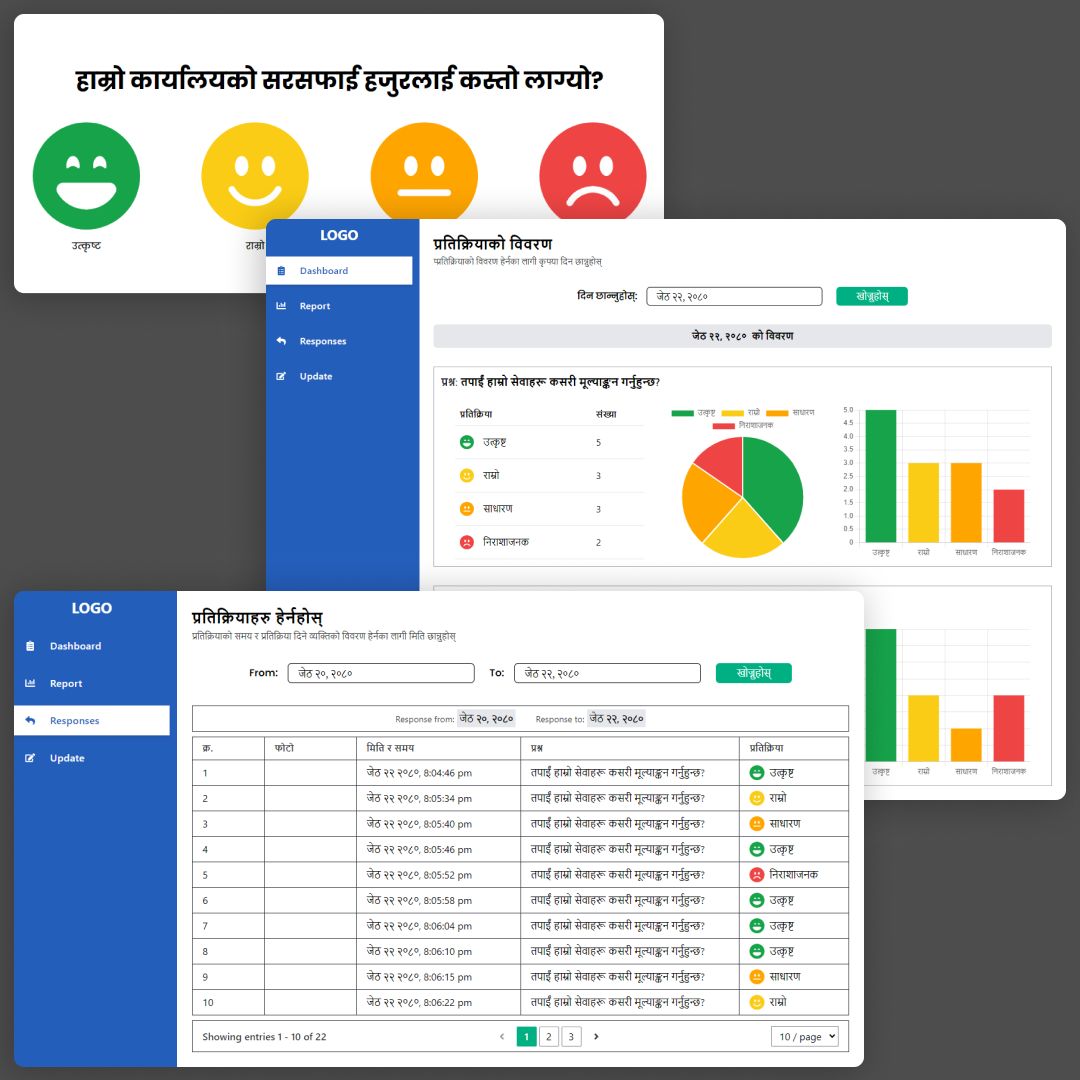 हाम्रो कार्यालयको सरसफाई हजुरलाई कस्तो लाग्यो?
उत्कृष्ट
राम्रो
LOGO
Dashboard
Report
Responses
Update
प्रतिक्रियाको विवरण
प्रतिक्रियाको विवरण हेर्नका लागी कृपया दिन छान्नुहोस्
दिन छान्नुहोस्: जेठ २२, २०८० खोज्नुहोस्
जेठ २२, २०८० को विवरण
प्रश्न: तपाईं हाम्रो सेवाहरू कसरी मूल्याङ्कन गर्नुहुन्छ?
प्रतिक्रिया संख्या
उत्कृष्ट 5
राम्रो 3
साधारण 3
निराशाजनक 2
उत्कृष्ट राम्रो साधारण
निराशाजनक
5.0
4.5
4.0
3.5
3.0
2.5
2.0
1.5
1.0
0.5
0
उत्कृष्ट राम्रो साधारण निराशाजनक
उत्कृष्ट राम्रो साधारण निराशाजनक
LOGO
Dashboard
Report
Responses
Update
प्रतिक्रियाहरु हेर्नहोस्
प्रतिक्रियाको समय र प्रतिक्रिया दिने व्यक्तिको विवरण हेर्नका लागी मिति छान्नुहोस्
From: जेठ २०, २०८० To: जेठ २२, २०८० खोज्नुहोस्
Response from: जेठ २०, २०८० Response to: जेठ २२, २०८०
क्र. फोटो मिति र समय प्रश्न प्रतिक्रिया
1 जेठ २२ २०८०, 8:04:46 pm तपाईं हाम्रो सेवाहरू कसरी मूल्याङ्कन गर्नुहुन्छ? उत्कृष्ट
2 जेठ २२ २०८०, 8:05:34 pm तपाईं हाम्रो सेवाहरू कसरी मूल्याङ्कन गर्नुहुन्छ? राम्रो
3 जेठ २२ २०८०, 8:05:40 pm तपाईं हाम्रो सेवाहरू कसरी मूल्याङ्कन गर्नुहुन्छ? साधारण
4 जेठ २२ २०८०, 8:05:46 pm तपाईं हाम्रो सेवाहरू कसरी मूल्याङ्कन गर्नुहुन्छ? उत्कृष्ट
5 जेठ २२ २०८०, 8:05:52 pm तपाईं हाम्रो सेवाहरू कसरी मूल्याङ्कन गर्नुहुन्छ? निराशाजनक
6 जेठ २२ २०८०, 8:05:58 pm तपाईं हाम्रो सेवाहरू कसरी मूल्याङ्कन गर्नुहुन्छ? उत्कृष्ट
7 जेठ २२ २०८०, 8:06:04 pm तपाईं हाम्रो सेवाहरू कसरी मूल्याङ्कन गर्नुहुन्छ? उत्कृष्ट
8 जेठ २२ २०८०, 8:06:10 pm तपाईं हाम्रो सेवाहरू कसरी मूल्याङ्कन गर्नुहुन्छ? उत्कृष्ट
9 जेठ २२ २०८०, 8:06:15 pm तपाईं हाम्रो सेवाहरू कसरी मूल्याङ्कन गर्नुहुन्छ? साधारण
10 जेठ २२ २०८०, 8:06:22 pm तपाईं हाम्रो सेवाहरू कसरी मूल्याङ्कन गर्नुहुन्छ? राम्रो
Showing entries 1 - 10 of 22 1 2 3 10 / page